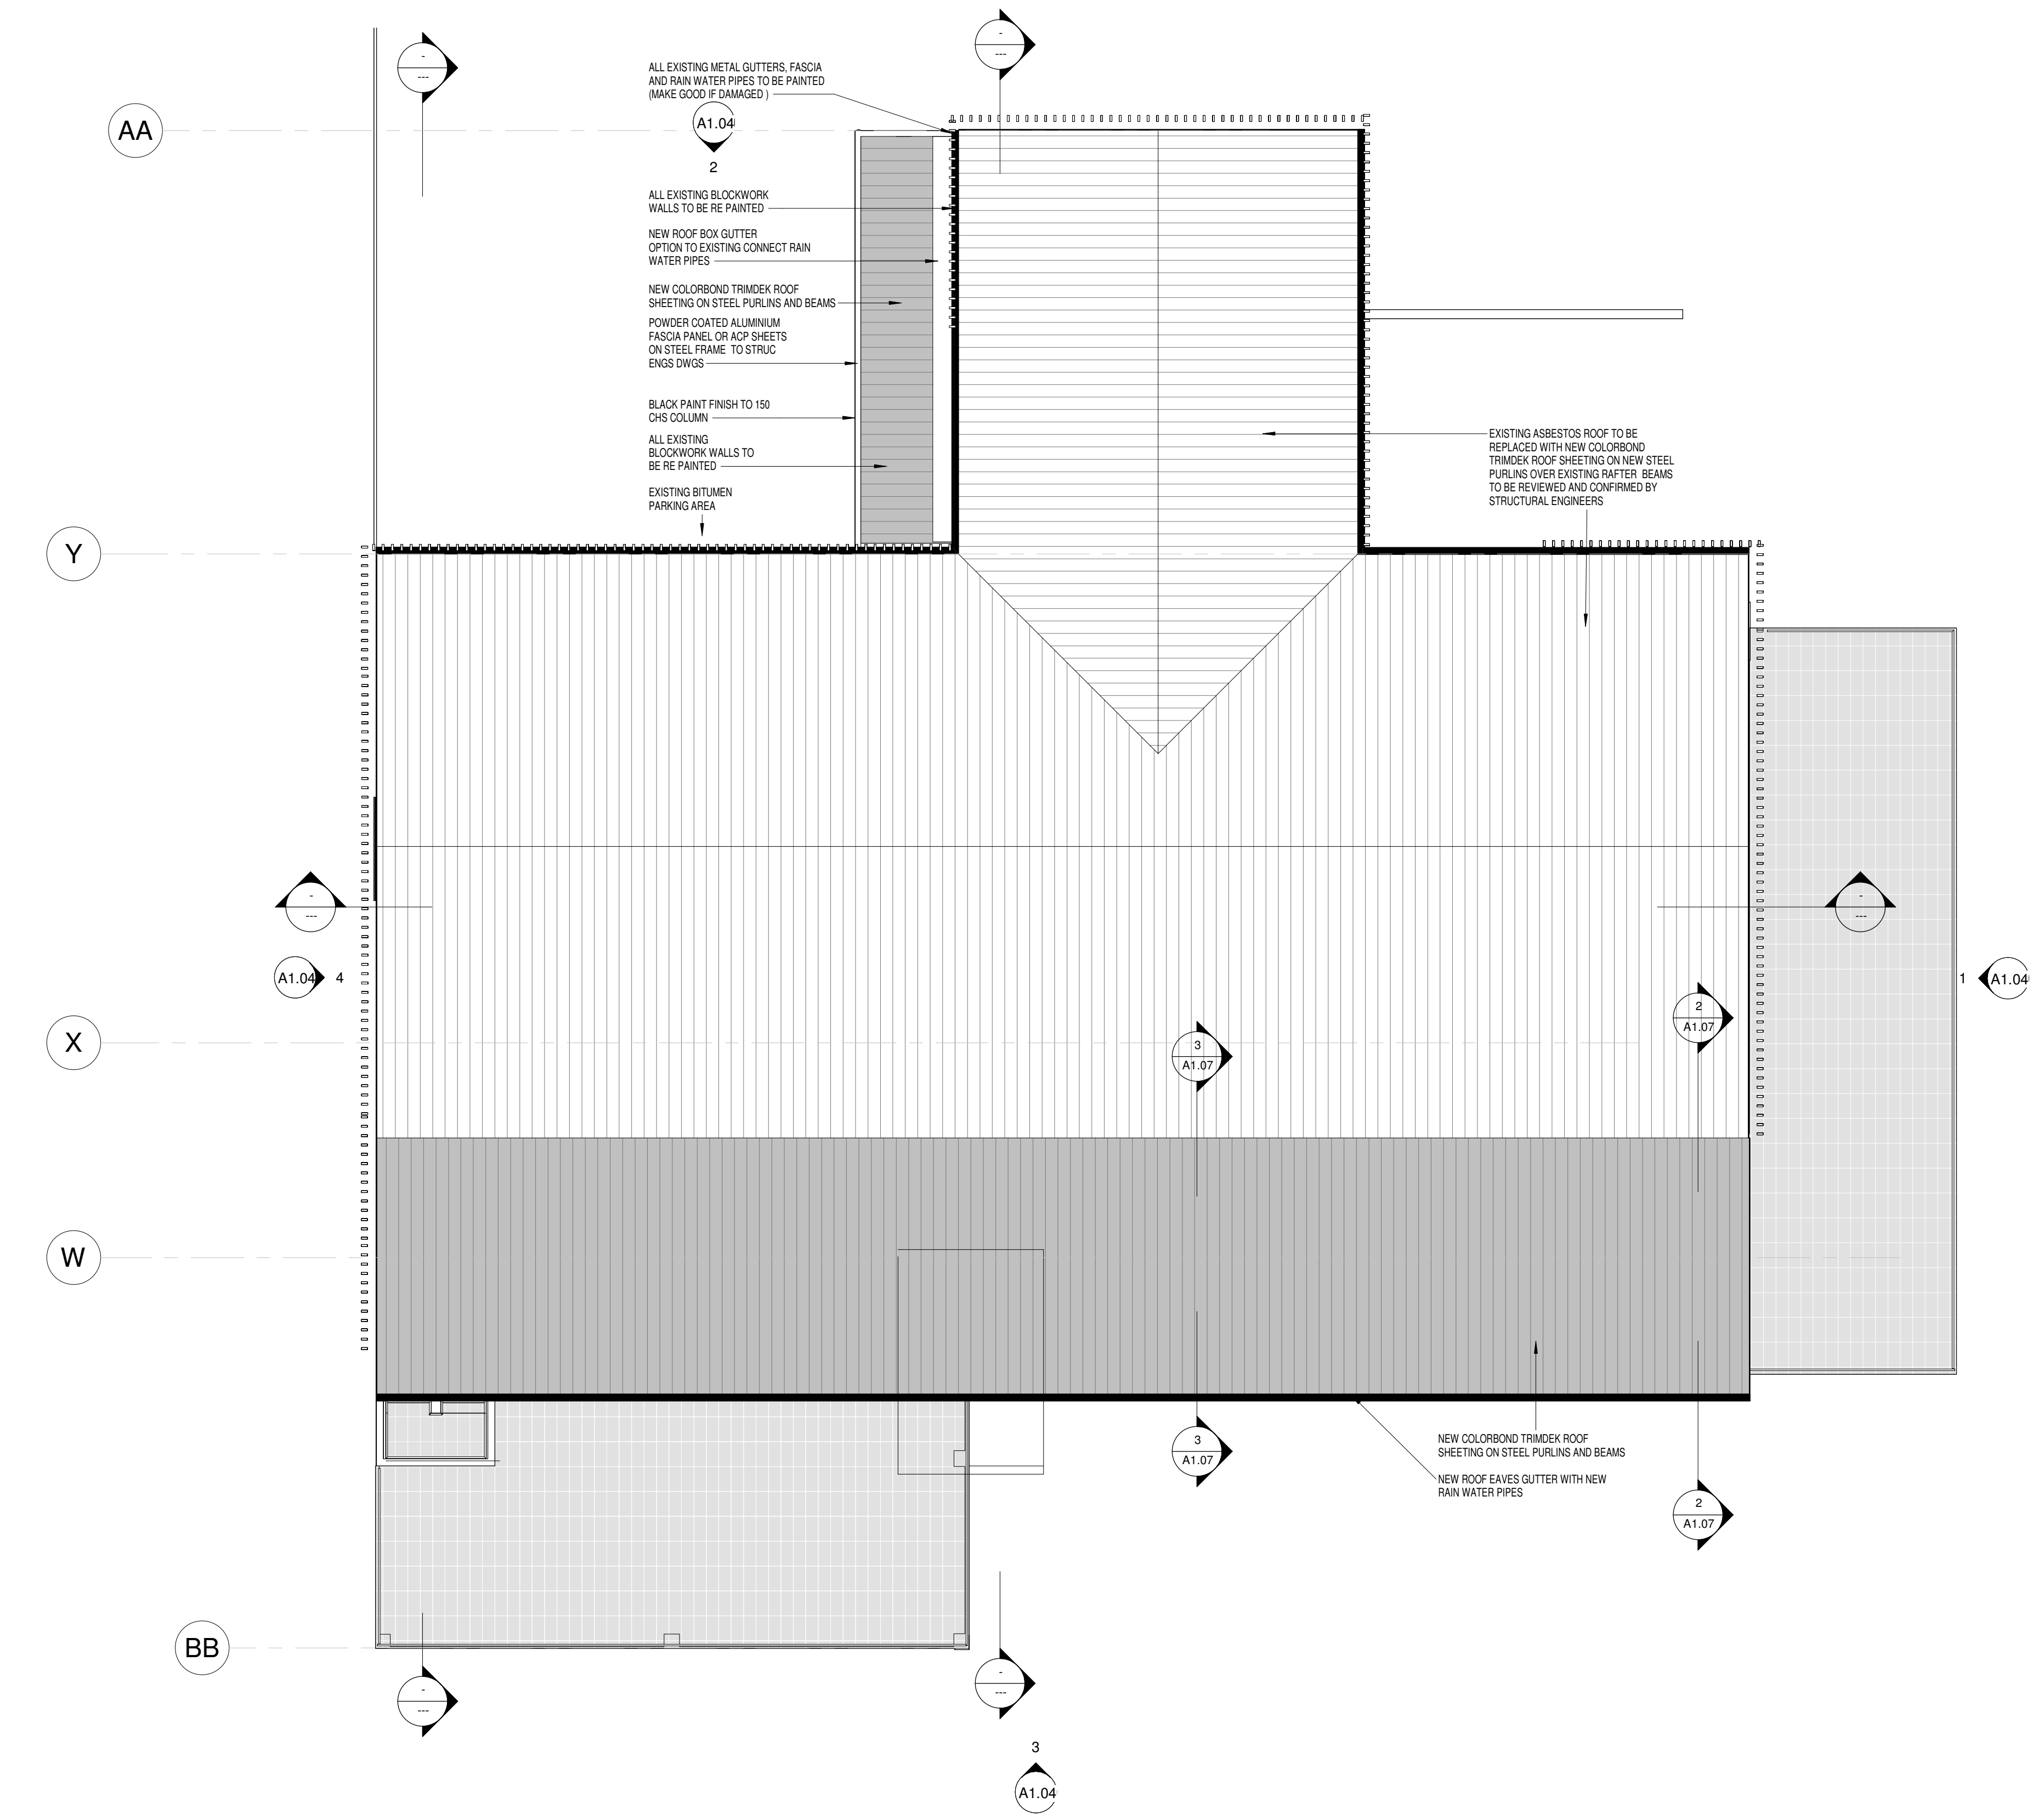 -
---
-
---
ALL EXISTING METAL GUTTERS, FASCIA
AND RAIN WATER PIPES TO BE PAINTED
(MAKE GOOD IF DAMAGED )
AA
A1.04
2
ALL EXISTING BLOCKWORK
WALLS TO BE RE PAINTED
NEW ROOF BOX GUTTER
OPTION TO EXISTING CONNECT RAIN
WATER PIPES
NEW COLORBOND TRIMDEK ROOF
SHEETING ON STEEL PURLINS AND BEAMS
POWDER COATED ALUMINIUM
FASCIA PANEL OR ACP SHEETS
ON STEEL FRAME TO STRUC
ENGS DWGS
BLACK PAINT FINISH TO 150
CHS COLUMN
ALL EXISTING
BLOCKWORK WALLS TO
BE RE PAINTED
EXISTING BITUMEN
PARKING AREA
EXISTING ASBESTOS ROOF TO BE
REPLACED WITH NEW COLORBOND
TRIMDEK ROOF SHEETING ON NEW STEEL
PURLINS OVER EXISTING RAFTER BEAMS
TO BE REVIEWED AND CONFIRMED BY
STRUCTURAL ENGINEERS
Y
-
---
-
---
A1.04
4
1
A1.04
2
A1.07
X
3
A1.07
W
3
A1.07
NEW COLORBOND TRIMDEK ROOF
SHEETING ON STEEL PURLINS AND BEAMS
NEW ROOF EAVES GUTTER WITH NEW
RAIN WATER PIPES
2
A1.07
BB
-
---
-
---
3
A1.04